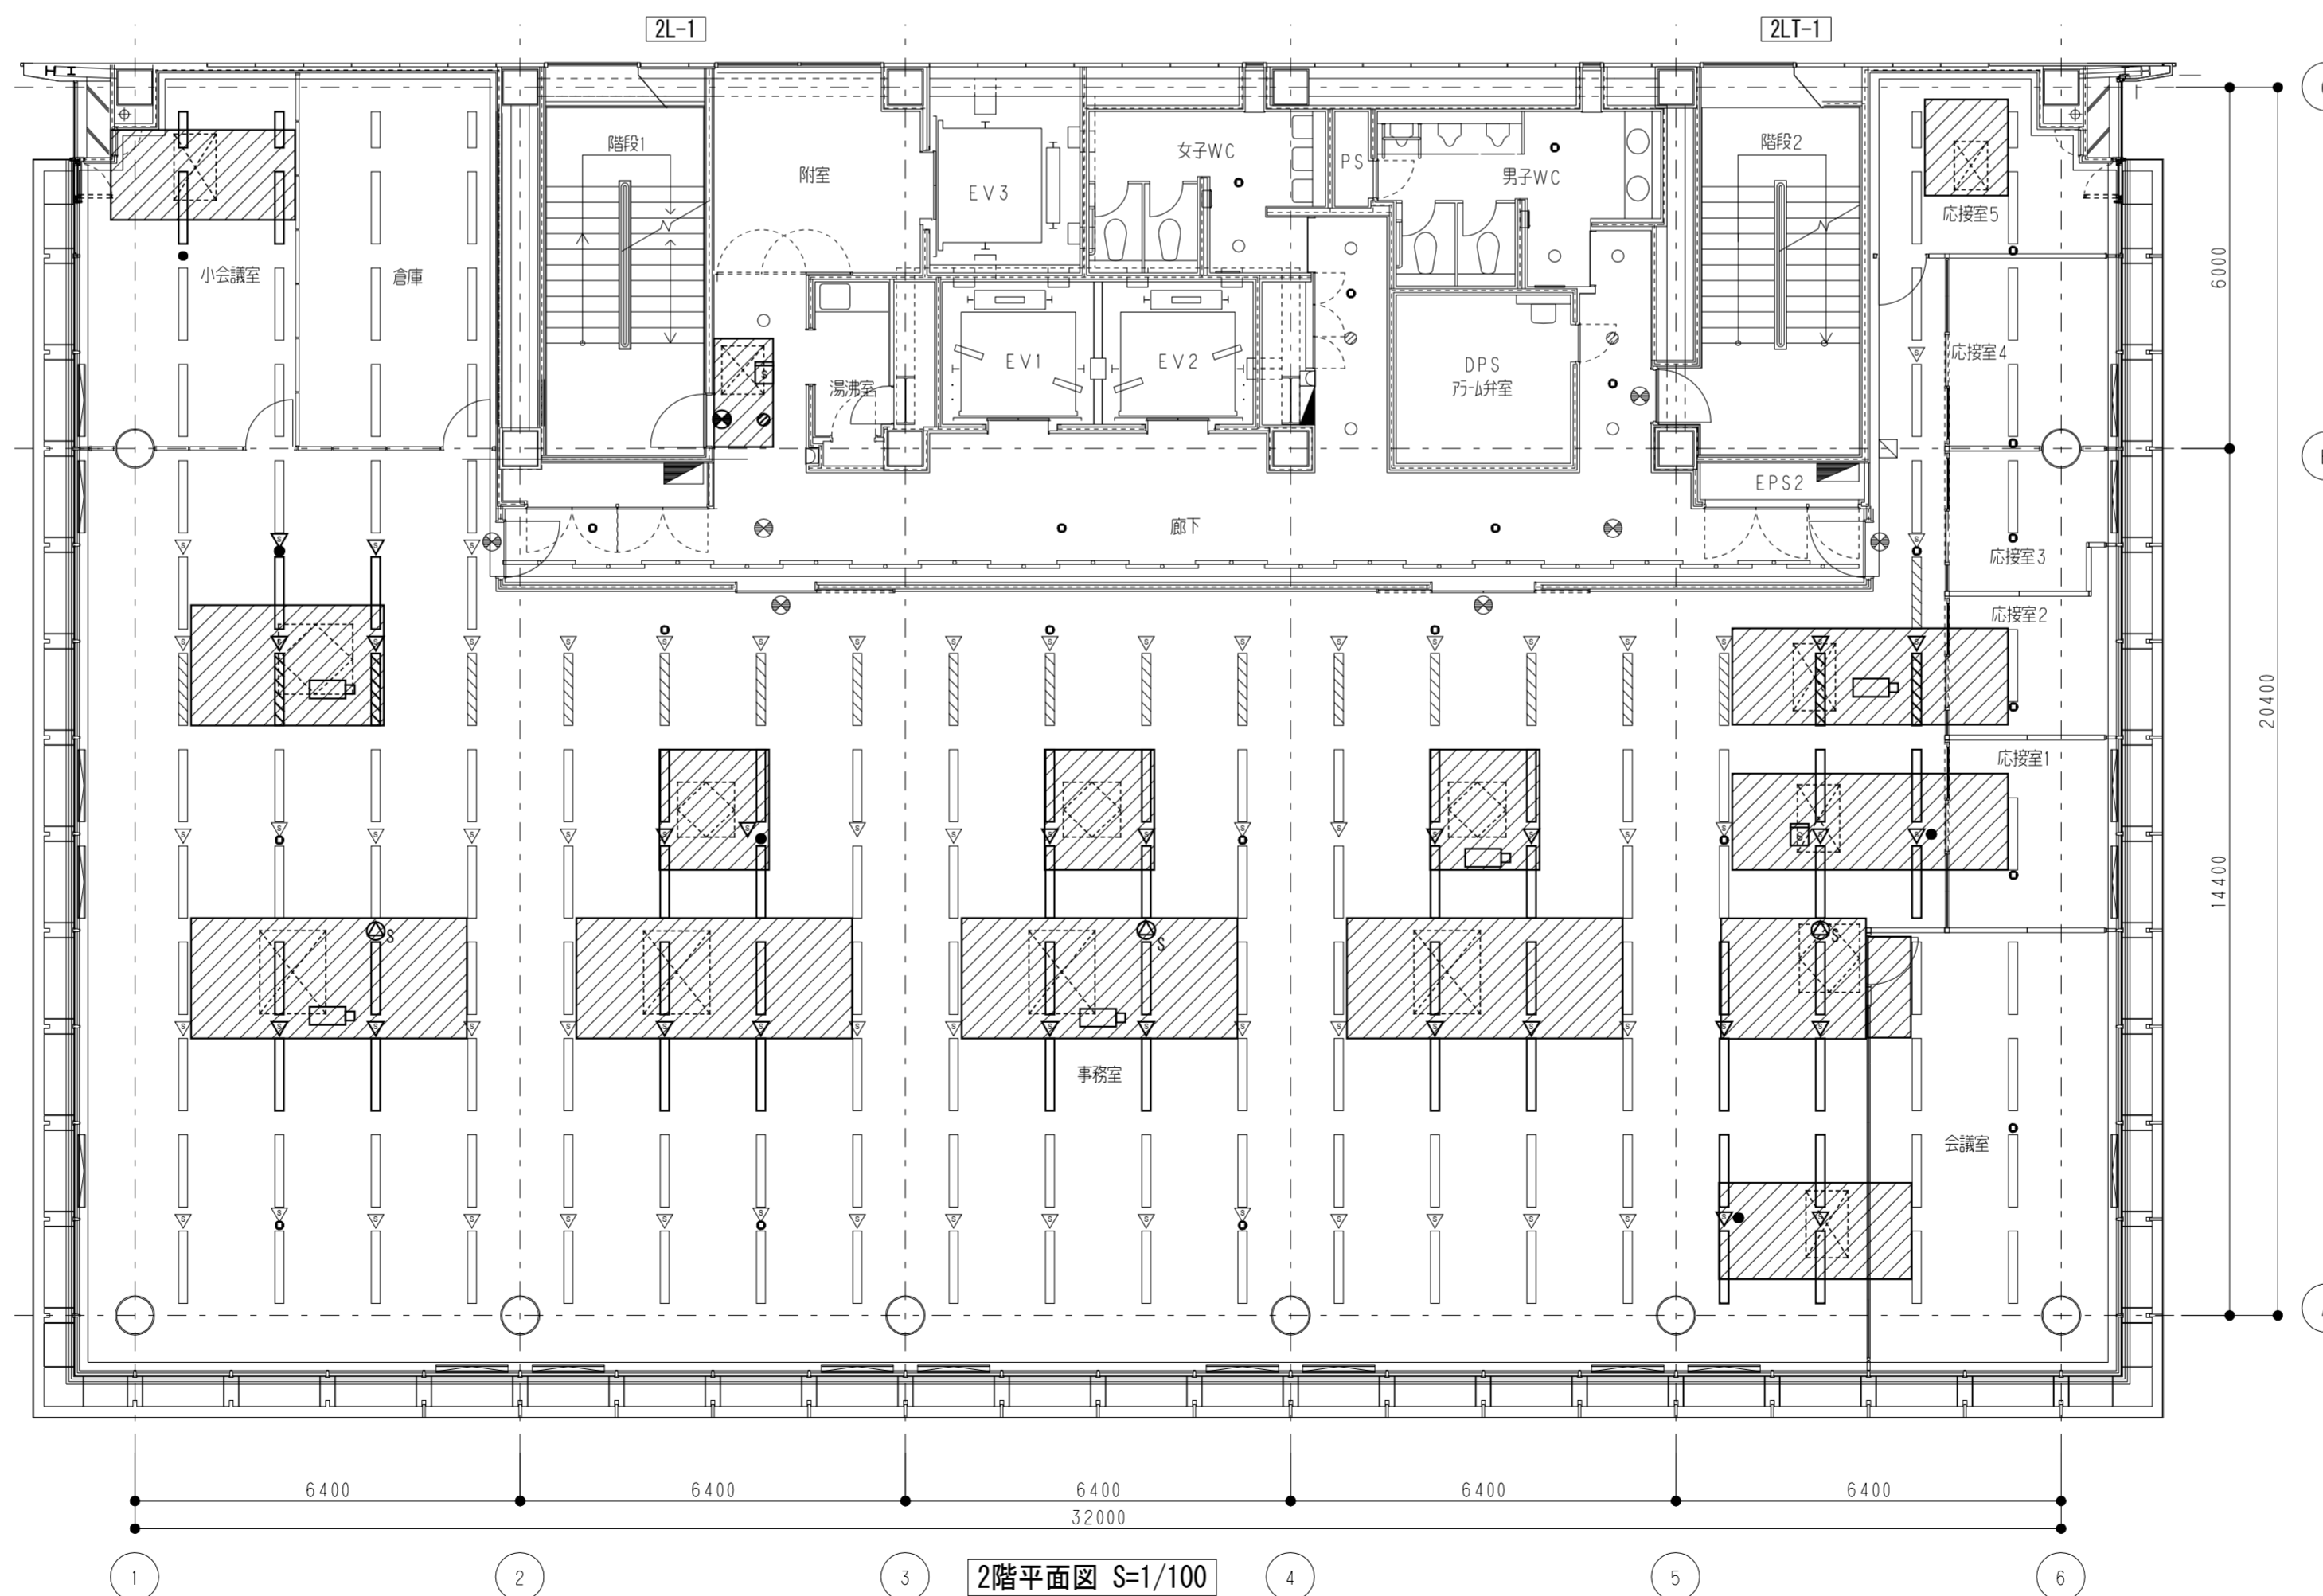 2L-1
2LT-1
階段1
附室
EV3
女子WC
PS
男子WC
階段2
応接室5
小会議室
倉庫
6000
湯沸室
EV1
EV2
DPS
アラーム弁室
応接室4
EPS2
廊下
応接室3
応接室2
20400
応接室1
14400
S
S
S
事務室
会議室
6400
6400
6400
6400
6400
32000
1
2
3
2階平面図 S=1/100
4
5
6